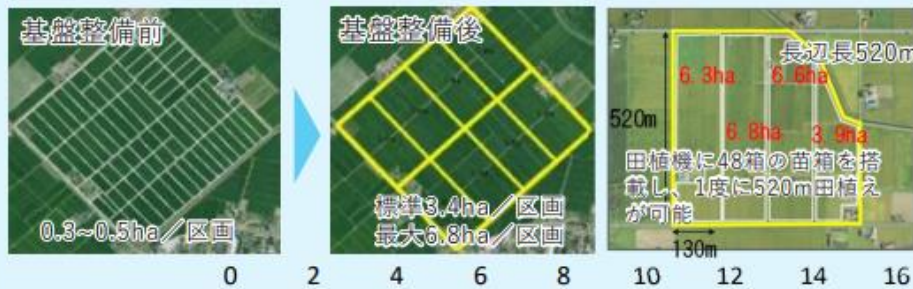 基盤整備前
0.3~0.5ha/区画
基盤整備後
標準3.4ha/区画
最大6.8ha/区画
長辺長520m
6.3ha
6.6ha
520m
6.8ha
3.9ha
田植機に48箱の苗箱を搭
載し、1度に520m田植え
が可能
130m
0 2 4 6 8 10 12 14 16